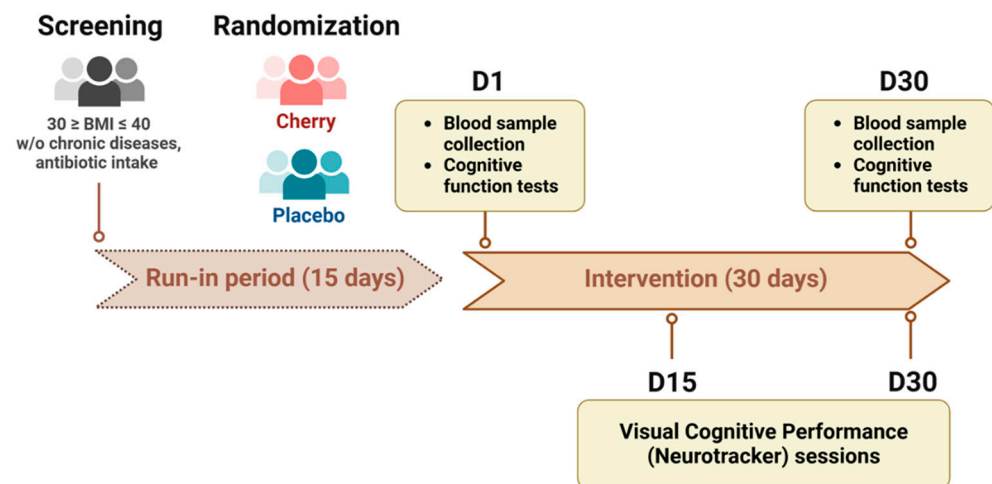 Screening
30 ≥ BMI ≤ 40
w/o chronic diseases,
antibiotic intake
Randomization
Cherry
Placebo
D1
• Blood sample
collection
• Cognitive
function tests
D30
• Blood sample
collection
• Cognitive
function tests
Run-in period (15 days)
Intervention (30 days)
D15
D30
Visual Cognitive Performance
(Neurotracker) sessions